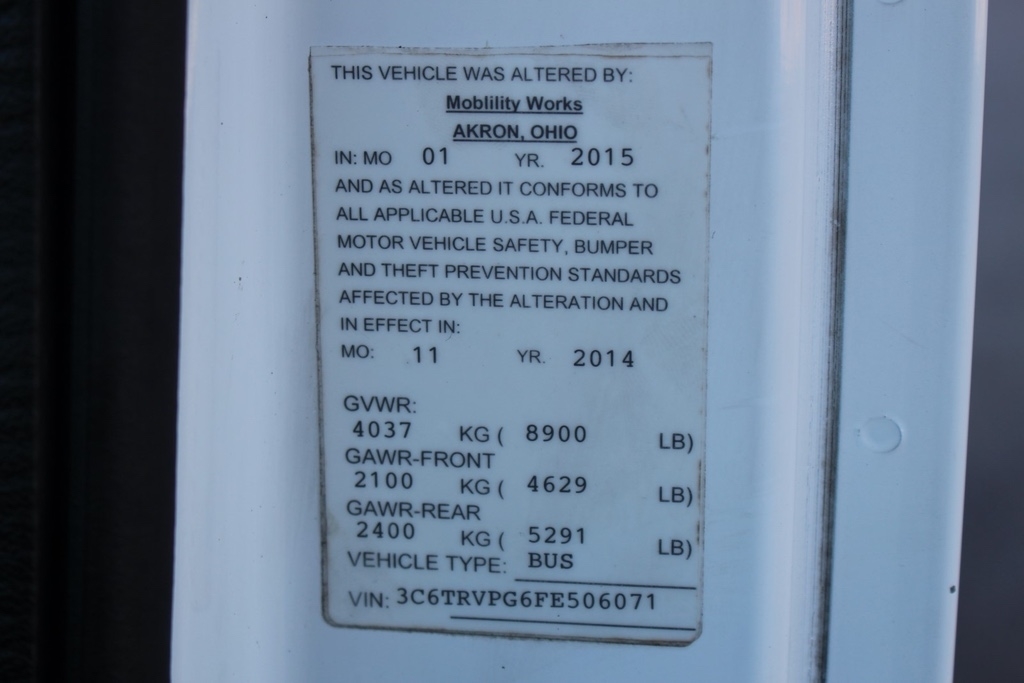 THIS VEHICLE WAS ALTERED BY:
Moblility Works
AKRON, OHIO
IN: MO 01 YR. 2015
AND AS ALTERED IT CONFORMS TO
ALL APPLICABLE U.S.A. FEDERAL
MOTOR VEHICLE SAFETY, BUMPER
AND THEFT PREVENTION STANDARDS
AFFECTED BY THE ALTERATION AND
IN EFFECT IN:
MO: 11 YR. 2014
GVWR:
4037 KG ( 8900 LB)
GAWR-FRONT
2100 KG ( 4629 LB)
GAWR-REAR
2400 KG ( 5291 LB)
VEHICLE TYPE: BUS
VIN: 3C6TRVPG6FE506071